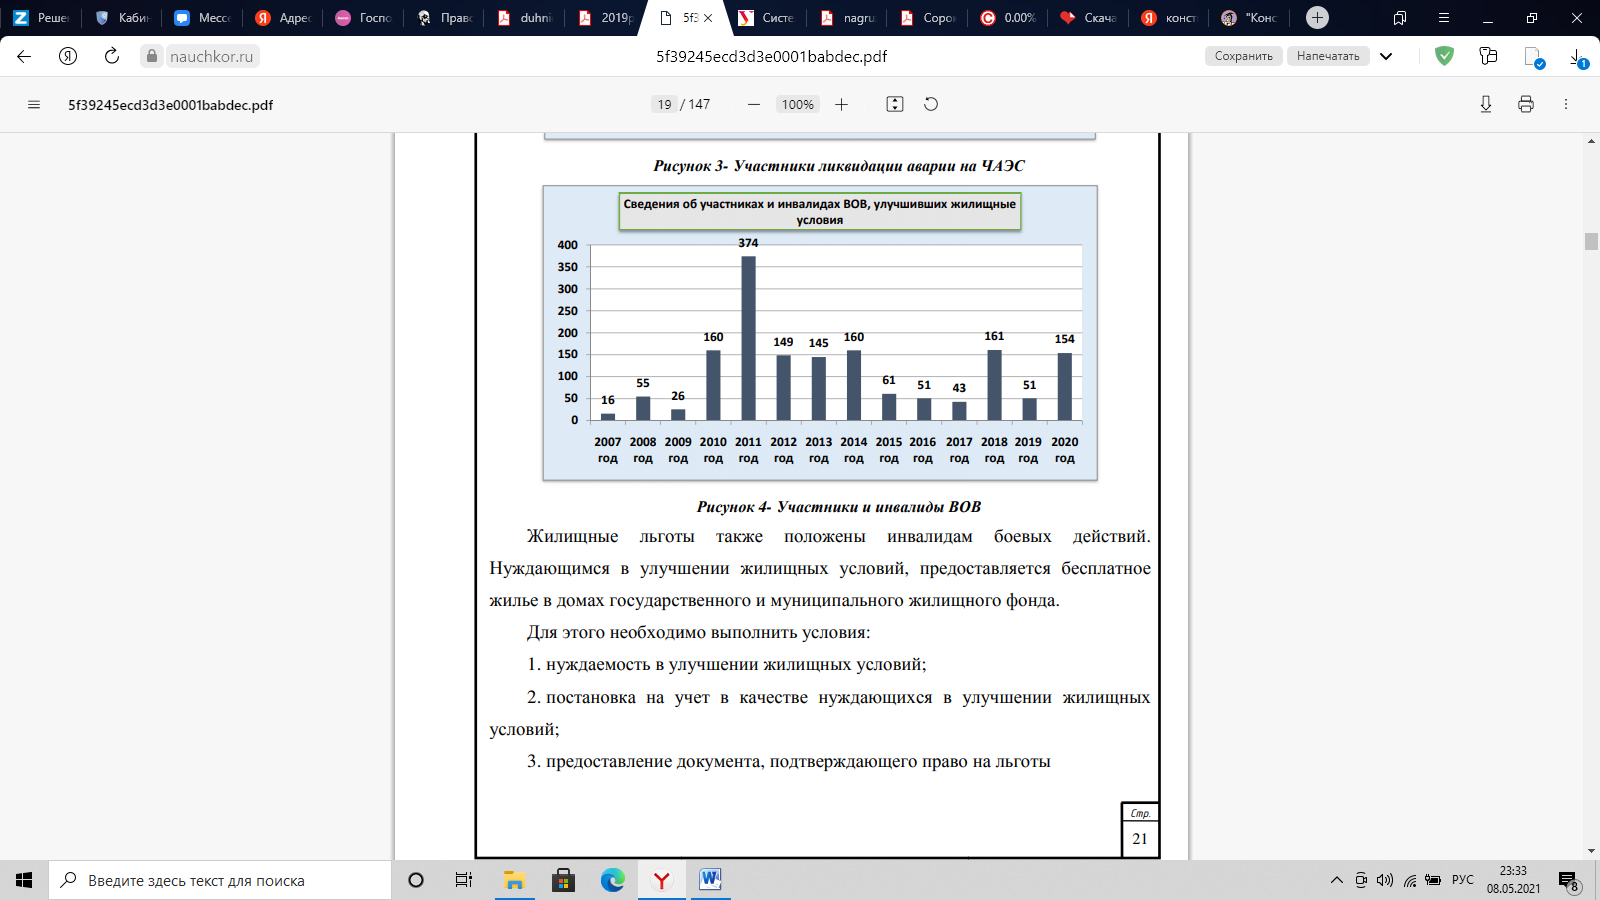 Решен
Кабин
Мессе
Адрес
Госпо
Право
duhni
2019р
5f3
Систе
nagru
Сорок
0.00%
Скача
конст
"Конс
nauchkor.ru
5f39245ecd3d3e0001babdec.pdf
Сохранить
Напечатать
1
5f39245ecd3d3e0001babdec.pdf
19 / 147
100%
Рисунок 3- Участники ликвидации аварии на ЧАЭС
Сведения об участниках и инвалидах ВОВ, улучшивших жилищные
условия
400
350
300
250
200
150
100
50
0
16
55
26
160
374
149
145
160
61
51
43
161
51
154
2007 2008 2009 2010 2011 2012 2013 2014 2015 2016 2017 2018 2019 2020
год год год год год год год год год год год год год год
Рисунок 4- Участники и инвалиды ВОВ
Жилищные льготы также положены инвалидам боевых действий.
Нуждающимся в улучшении жилищных условий, предоставляется бесплатное
жилье в домах государственного и муниципального жилищного фонда.
Для этого необходимо выполнить условия:
1. нуждаемость в улучшении жилищных условий;
2. постановка на учет в качестве нуждающихся в улучшении жилищных
условий;
3. предоставление документа, подтверждающего право на льготы
Стр.
21
Введите здесь текст для поиска
РУС
23:33
08.05.2021
8